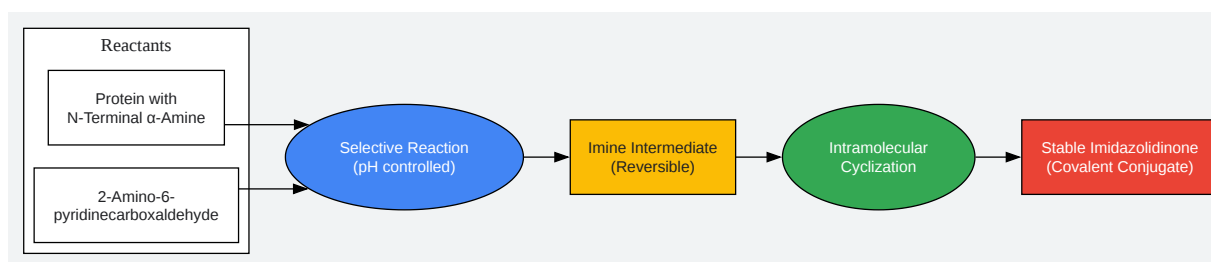 Reactants
Protein with
N-Terminal α-Amine
2-Amino-6-
pyridinecarboxaldehyde
Selective Reaction
(pH controlled)
Imine Intermediate
(Reversible)
Intramolecular
Cyclization
Stable Imidazolidinone
(Covalent Conjugate)